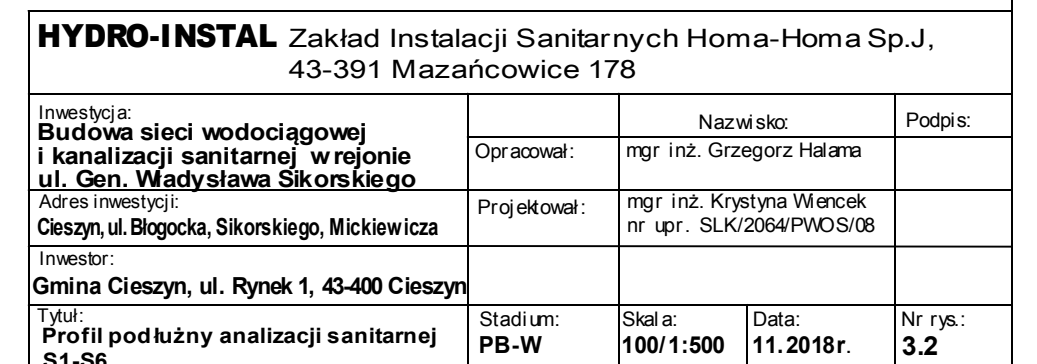 HYDRO-INSTAL Zakład Instalacji Sanitarnych Homa-Homa Sp.J,
43-391 Mazańcowice 178
Inwestycja:
Budowa sieci wodociągowej
i kanalizacji sanitarnej w rejonie
ul. Gen. Władysława Sikorskiego
Nazwisko:
Podpis:
Opracował:
mgr inż. Grzegorz Halama
Adres inwestycji:
Cieszyn, ul. Błogocka, Sikorskiego, Mickiewicza
Projektował:
mgr inż. Krystyna Wiencek
nr upr. SLK/2064/PWOS/08
Inwestor:
Gmina Cieszyn, ul. Rynek 1, 43-400 Cieszyn
Tytuł:
Profil podłużny analizacji sanitarnej
S1-S6
Stadium:
PB-W
Skala:
100/1:500
Data:
11.2018r.
Nr rys.:
3.2